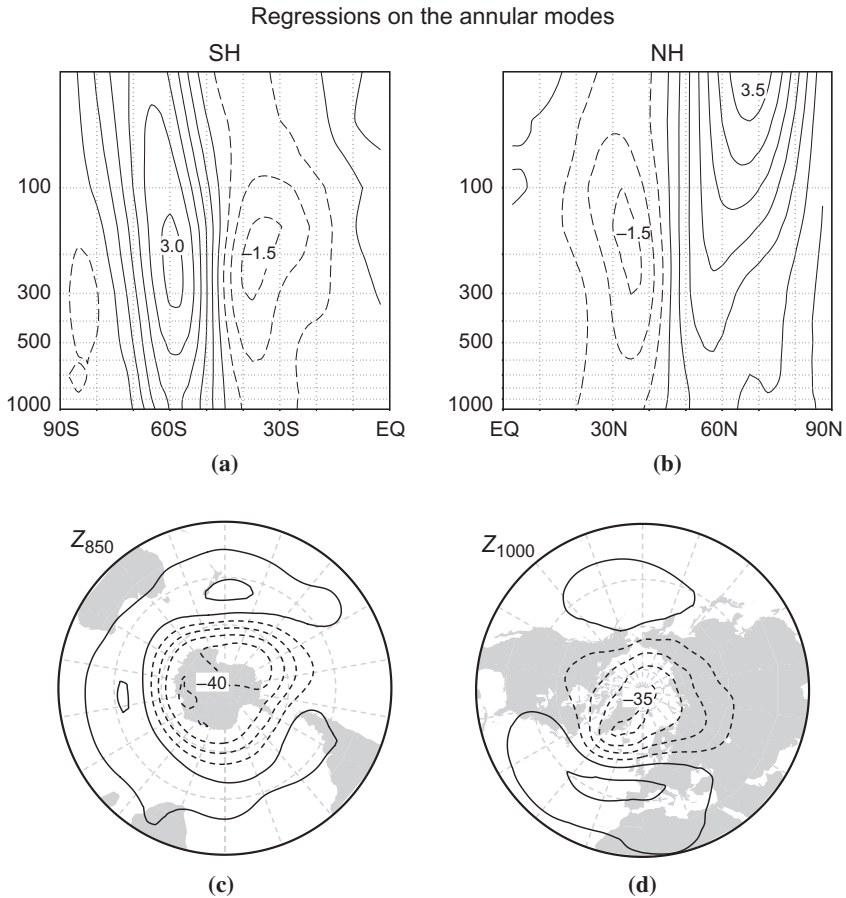 Regressions on the annular modes
SH
NH
3.5
100
100
3.0
–1.5
–1.5
300
300
500
500
1000
1000
90S
60S
30S
EQ
EQ
30N
60N
90N
(a)
(b)
Z850
Z1000
–40
–35
(c)
(d)